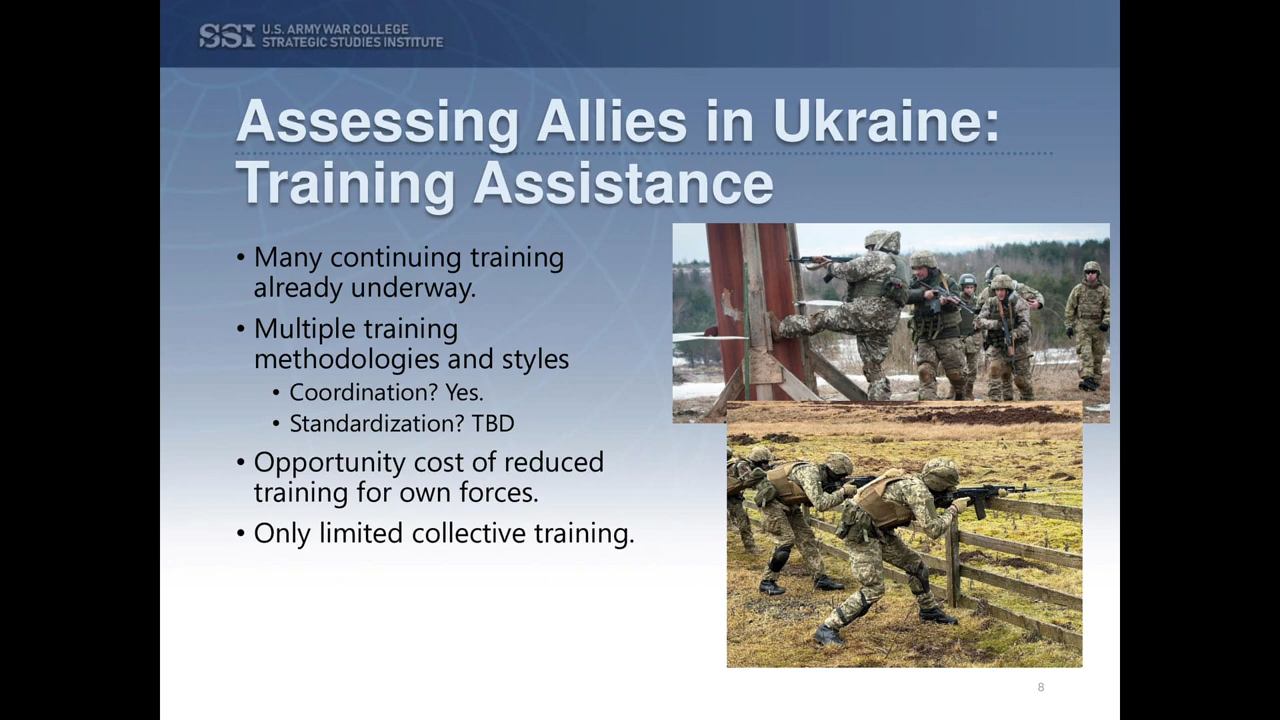 SSI U.S. ARMY WAR COLLEGE
STRATEGIC STUDIES INSTITUTE
Assessing Allies in Ukraine:
Training Assistance
• Many continuing training
already underway.
• Multiple training
methodologies and styles
• Coordination? Yes.
• Standardization? TBD
• Opportunity cost of reduced
training for own forces.
• Only limited collective training.
8